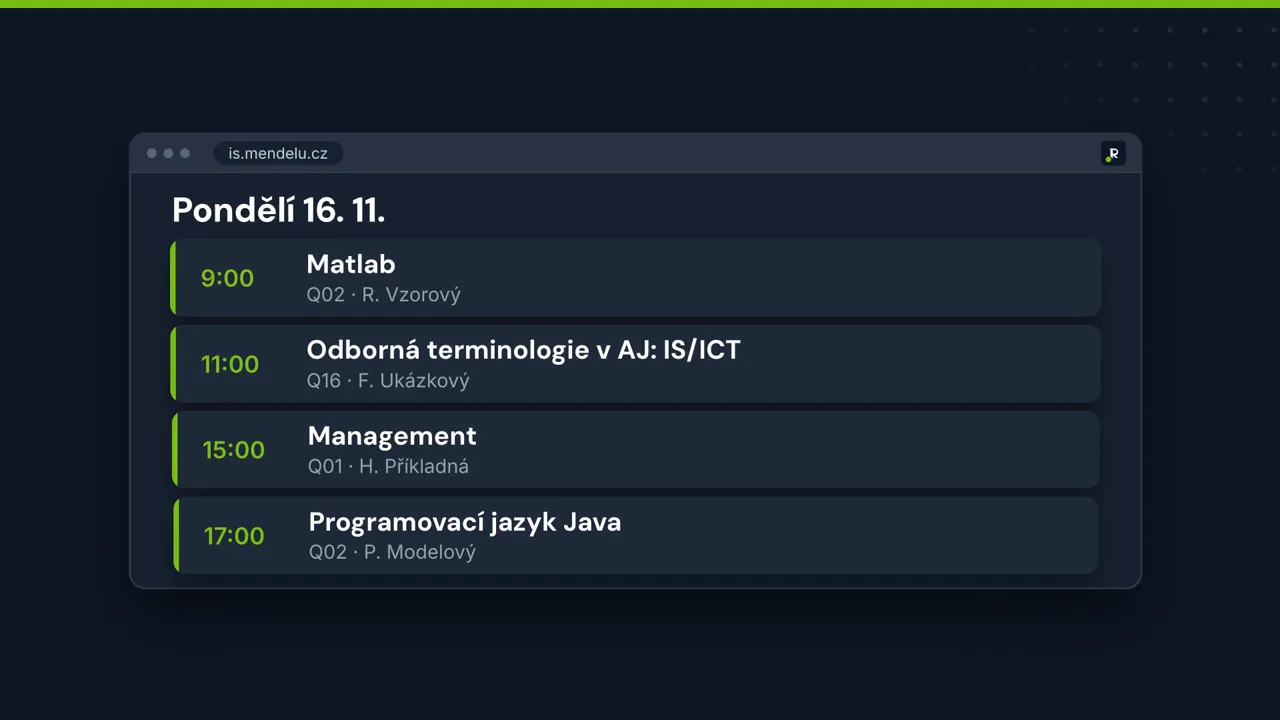 is.mendelu.cz
R
Pondělí 16. 11.
9:00
Matlab
Q02 · R. Vzorový
11:00
Odborná terminologie v AJ: IS/ICT
Q16 · F. Ukázkový
15:00
Management
Q01 · H. Příkladná
17:00
Programovací jazyk Java
Q02 · P. Modelový